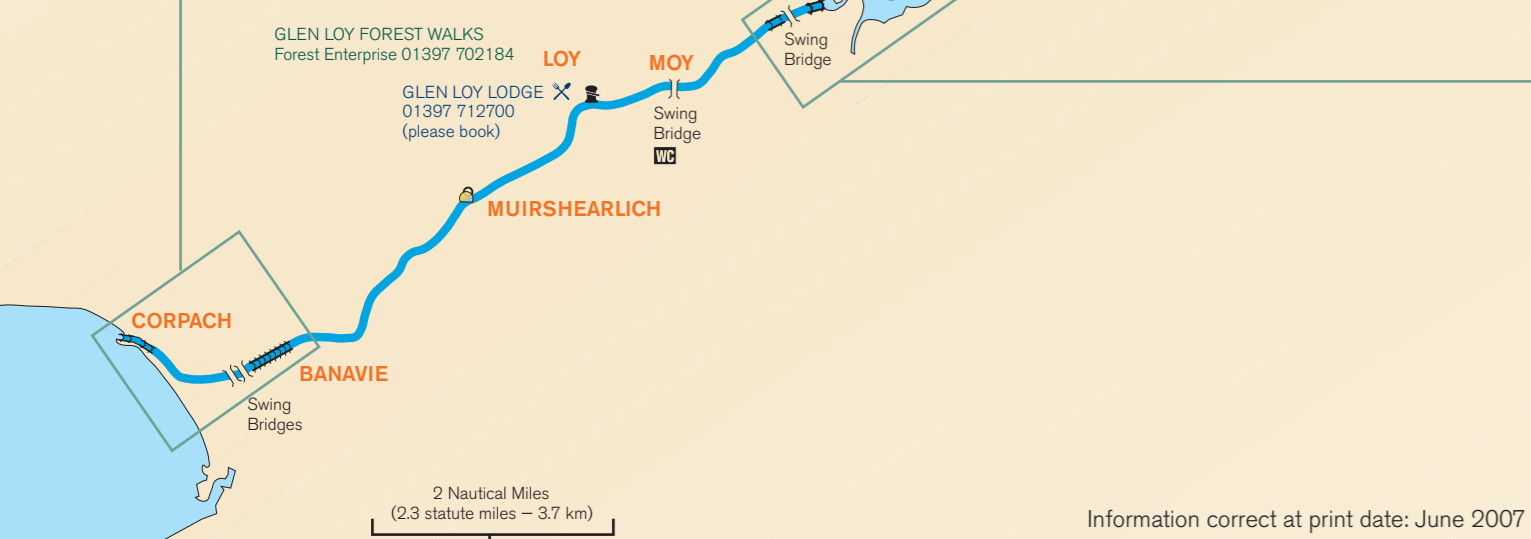 GLEN LOY FOREST WALKS
Forest Enterprise 01397 702184
LOY
MOY
Swing
Bridge
GLEN LOY LODGE
01397 712700
(please book)
Swing
Bridge
WC
MUIRSHEARLICH
CORPACH
BANAVIE
Swing
Bridges
2 Nautical Miles
(2.3 statute miles – 3.7 km)
Information correct at print date: June 2007